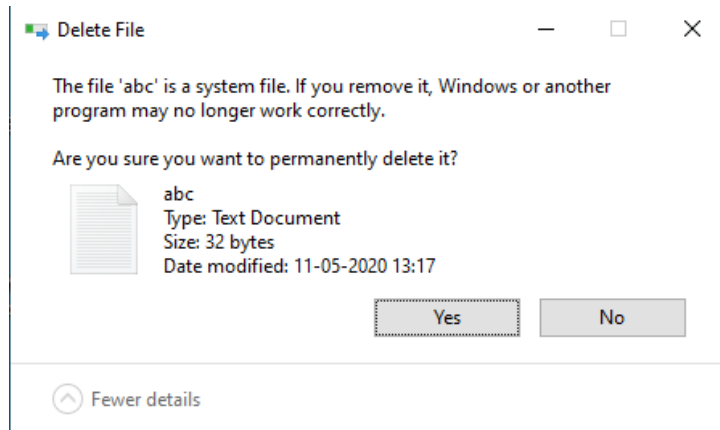 Delete File
The file 'abc' is a system file. If you remove it, Windows or another
program may no longer work correctly.
Are you sure you want to permanently delete it?
abc
Type: Text Document
Size: 32 bytes
Date modified: 11-05-2020 13:17
Yes No
Fewer details